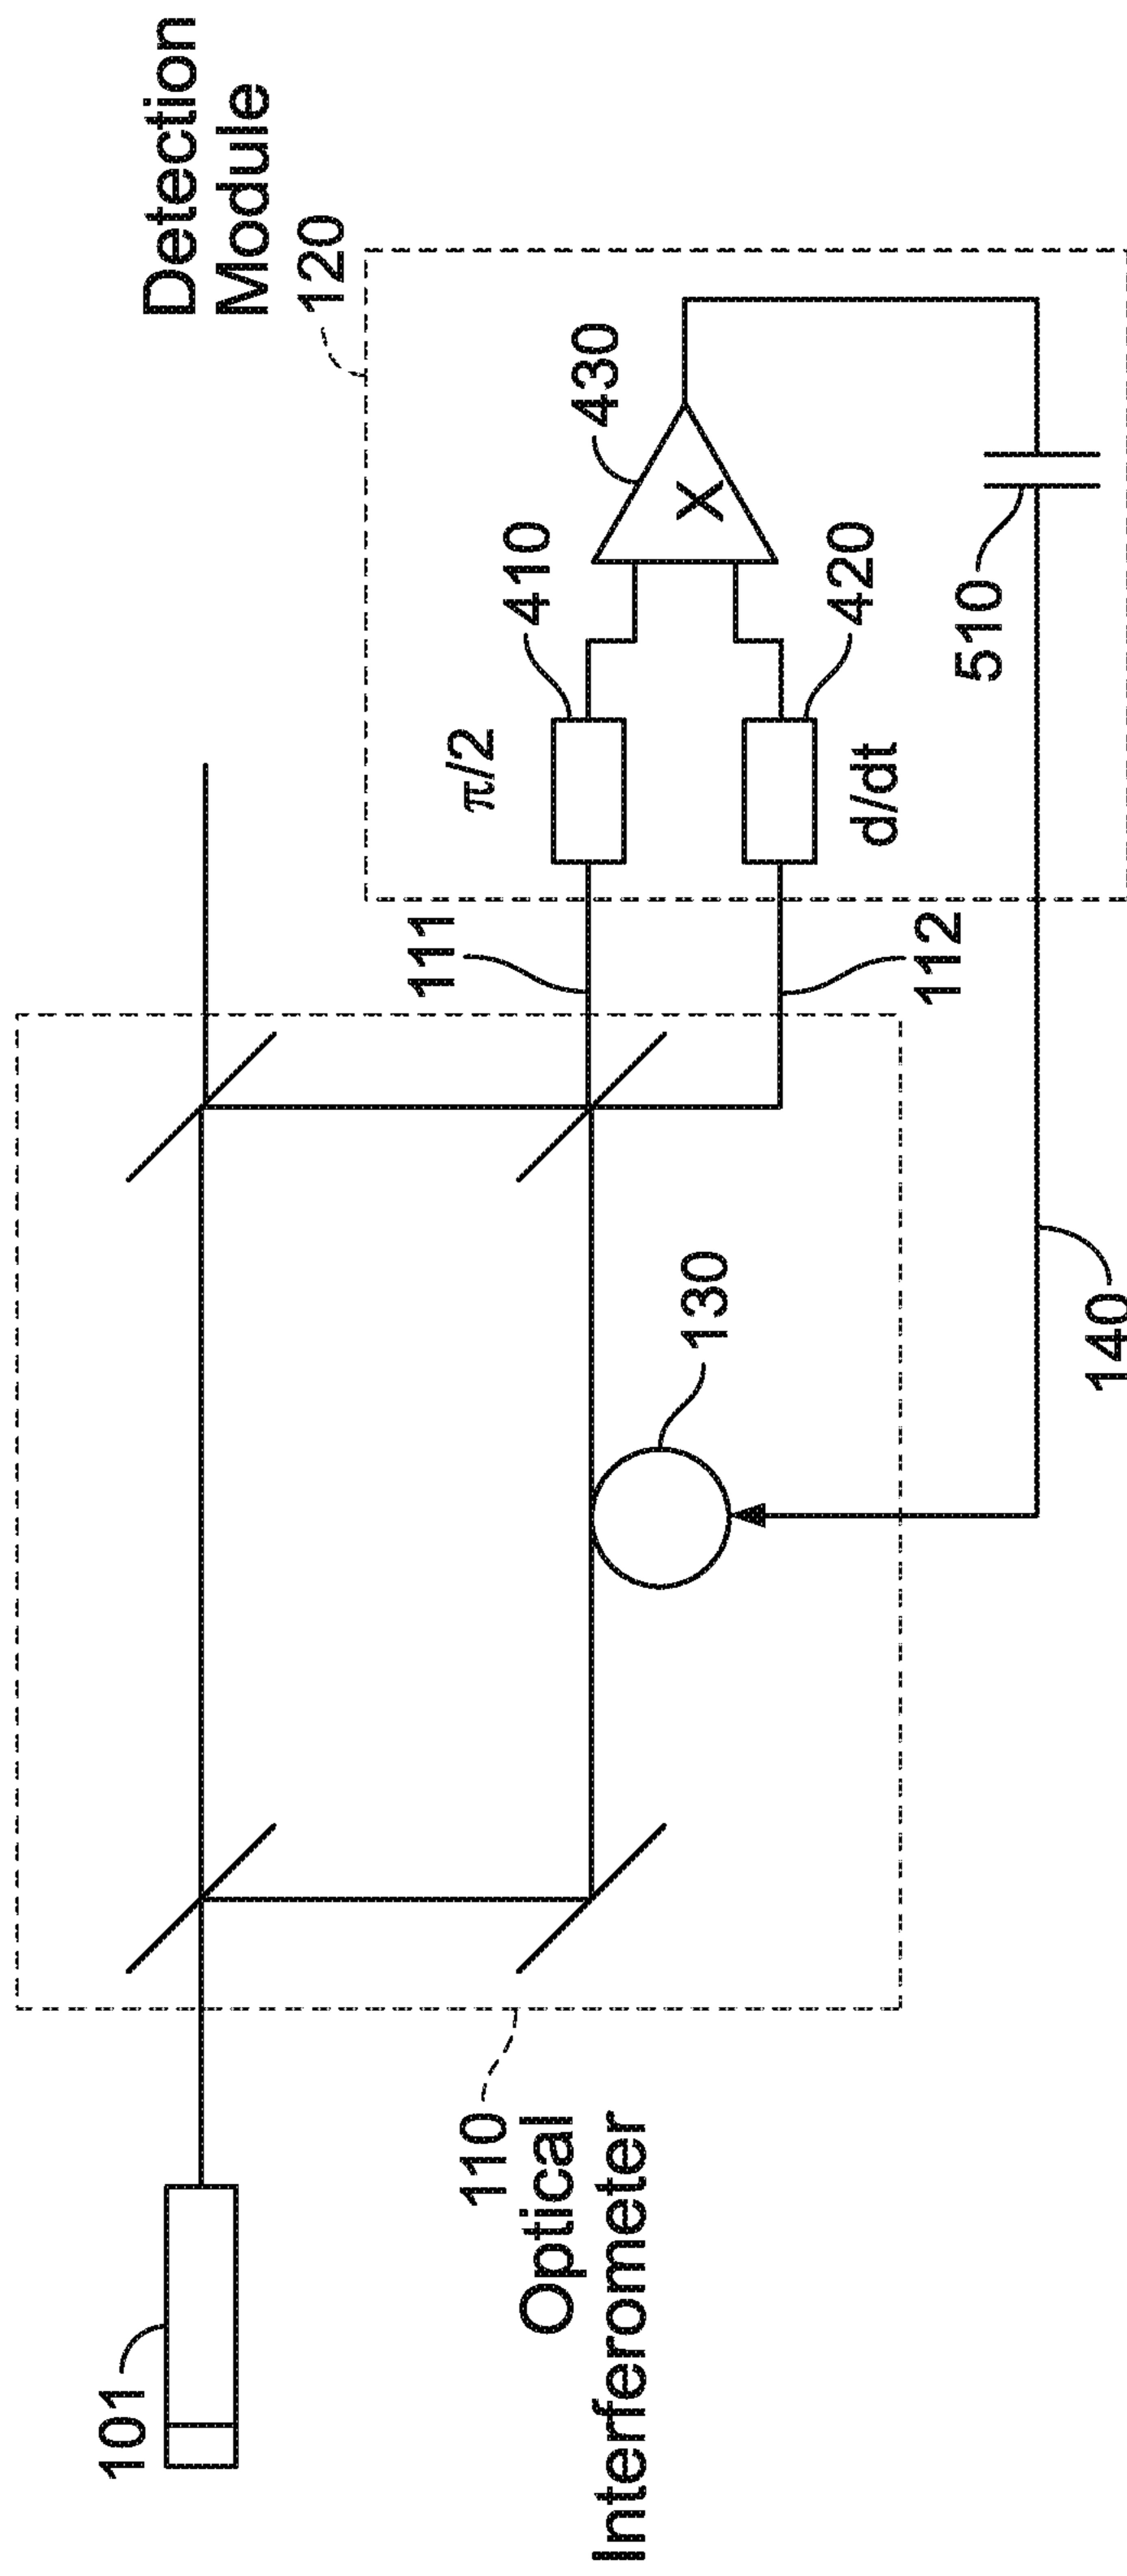 Detection
Module
120
430
X
410
420
π/2
d/dt
510
111
112
130
140
110
Optical
Interferometer
101